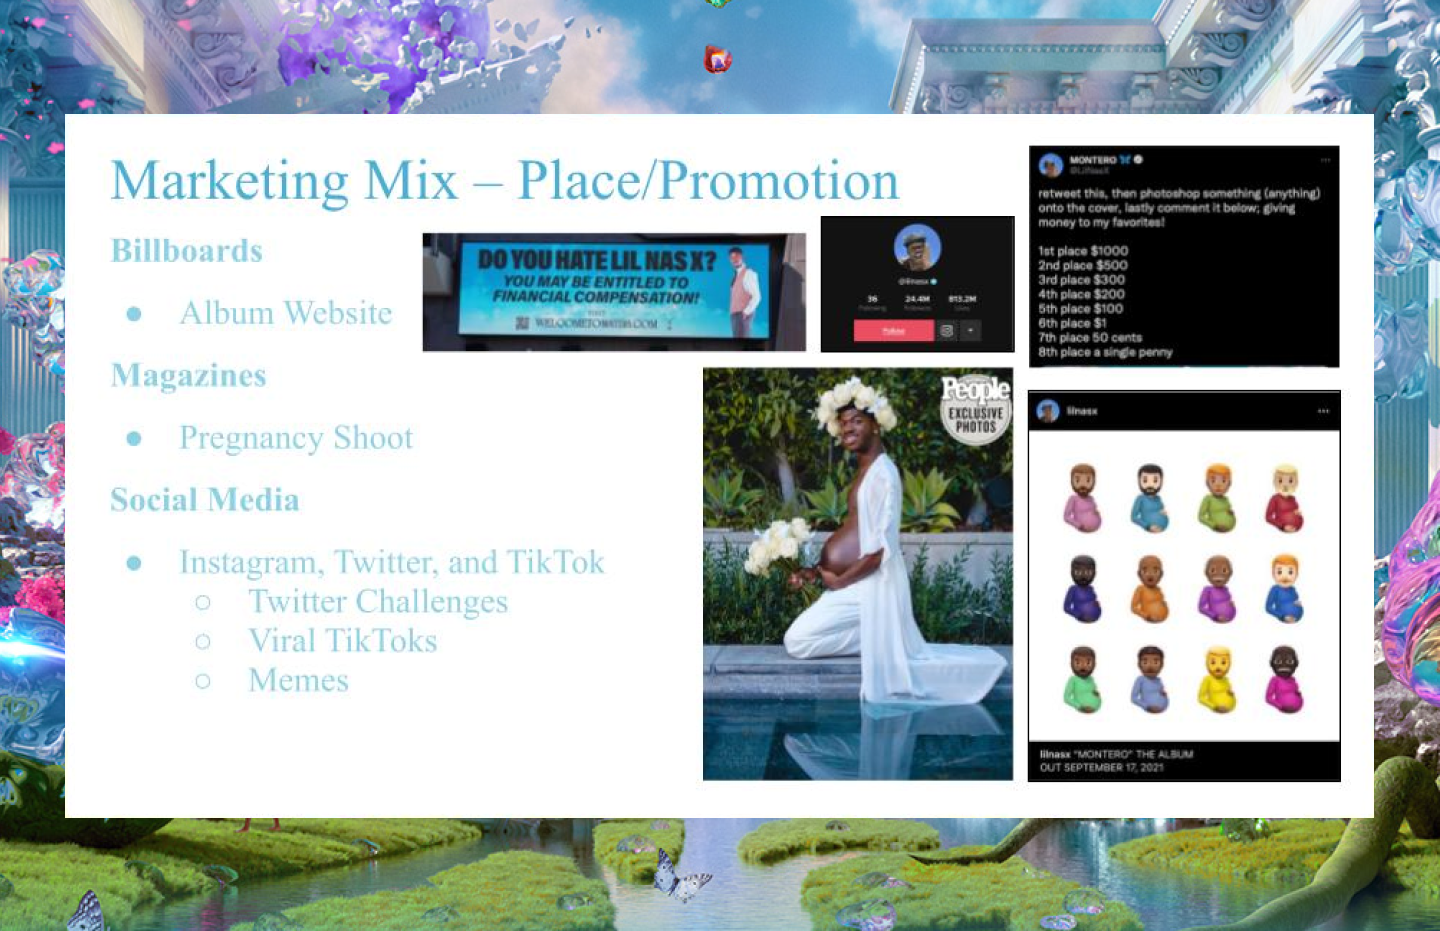 Marketing Mix – Place/Promotion
Billboards
● Album Website
Magazines
● Pregnancy Shoot
Social Media
● Instagram, Twitter, and TikTok
○ Twitter Challenges
○ Viral TikToks
○ Memes
DO YOU HATE LIL NAS X?
YOU MAY BE ENTITLED TO
FINANCIAL COMPENSATION!
VISIT
@lilnasx
36 24.4M 813.2M
Following Followers Likes
Follow
MONTERO
@LilNasX
retweet this, then photoshop something (anything)
onto the cover, lastly comment it below; giving
money to my favorites!
1st place $1000
2nd place $500
3rd place $300
4th place $200
5th place $100
6th place $1
7th place 50 cents
8th place a single penny
People
EXCLUSIVE
PHOTOS
lilnasx
lilnasx "MONTERO" THE ALBUM
OUT SEPTEMBER 17, 2021